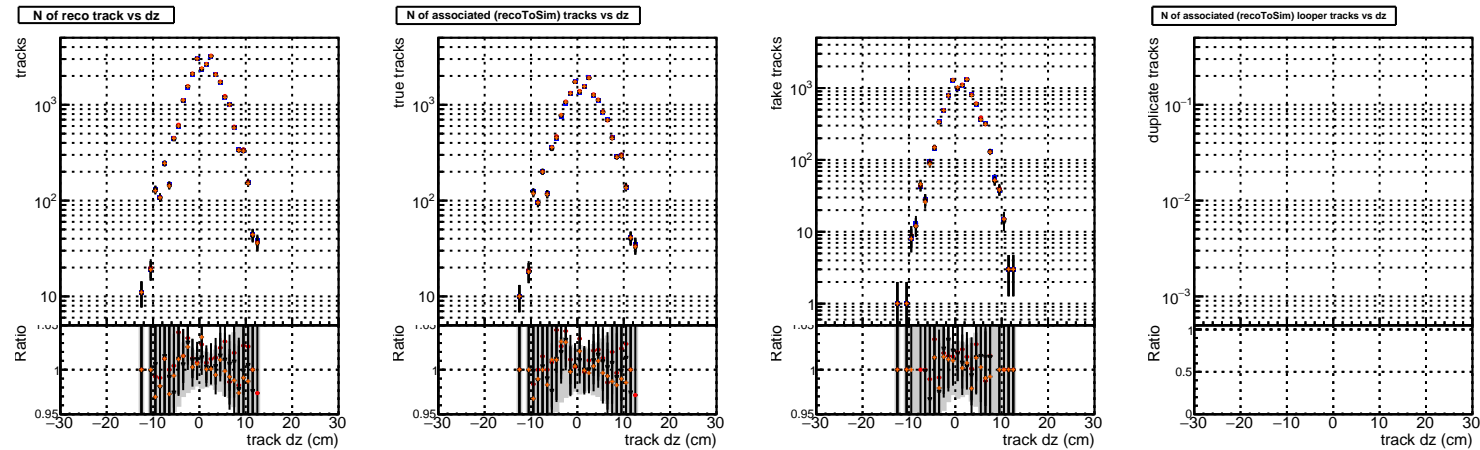 N of reco track vs dz
N of associated (recoToSim) tracks vs dz
N of associated (recoToSim) looper tracks vs dz
tracks
10³
10²
10
Ratio
1
0.95
−30 −20 −10 0 10 20 30
track dz (cm)
true tracks
10³
10²
10
Ratio
1
0.95
−30 −20 −10 0 10 20 30
track dz (cm)
fake tracks
10³
10²
10
1
Ratio
1
0.95
−30 −20 −10 0 10 20 30
track dz (cm)
duplicate tracks
10⁻¹
10⁻²
10⁻³
Ratio
1
0.5
0
−30 −20 −10 0 10 20 30
track dz (cm)